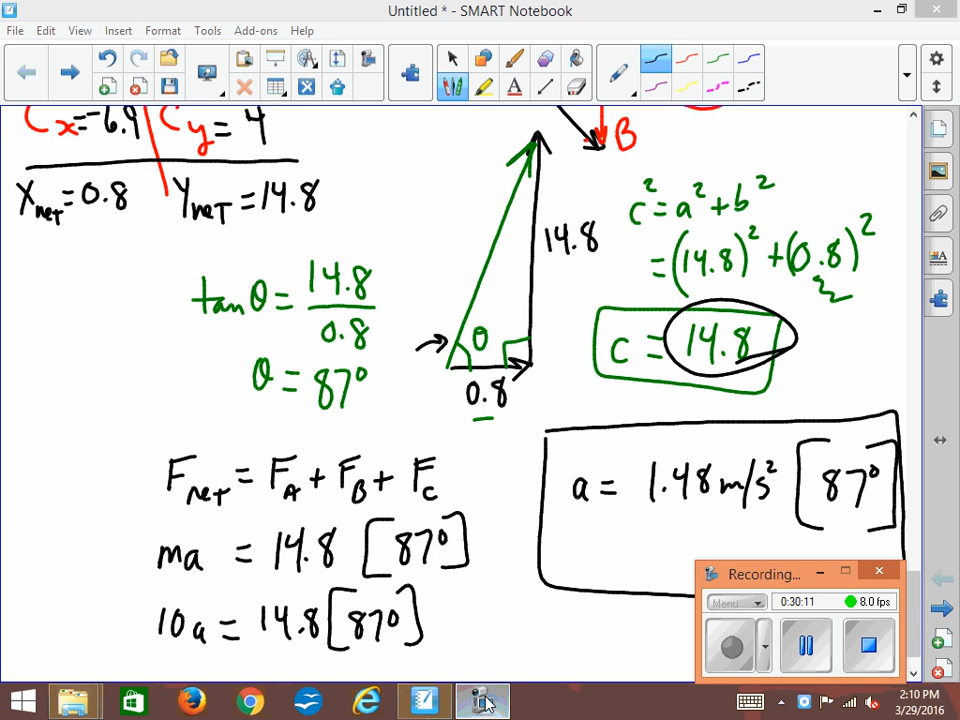 Untitled * - SMART Notebook
File Edit View Insert Format Tools Add-ons Help
Cx=-6.9 Cy=4
B
Xnet=0.8 Ynet=14.8
c²=a²+b²
14.8
=(14.8)²+(0.8)²
tanθ=14.8/0.8
θ
c=14.8
θ=87°
0.8
Fnet=FA+FB+FC
a=1.48m/s²[87°]
ma=14.8[87°]
10a=14.8[87°]
Recording...
Menu 0:30:11 8.0 fps
2:10 PM
3/29/2016